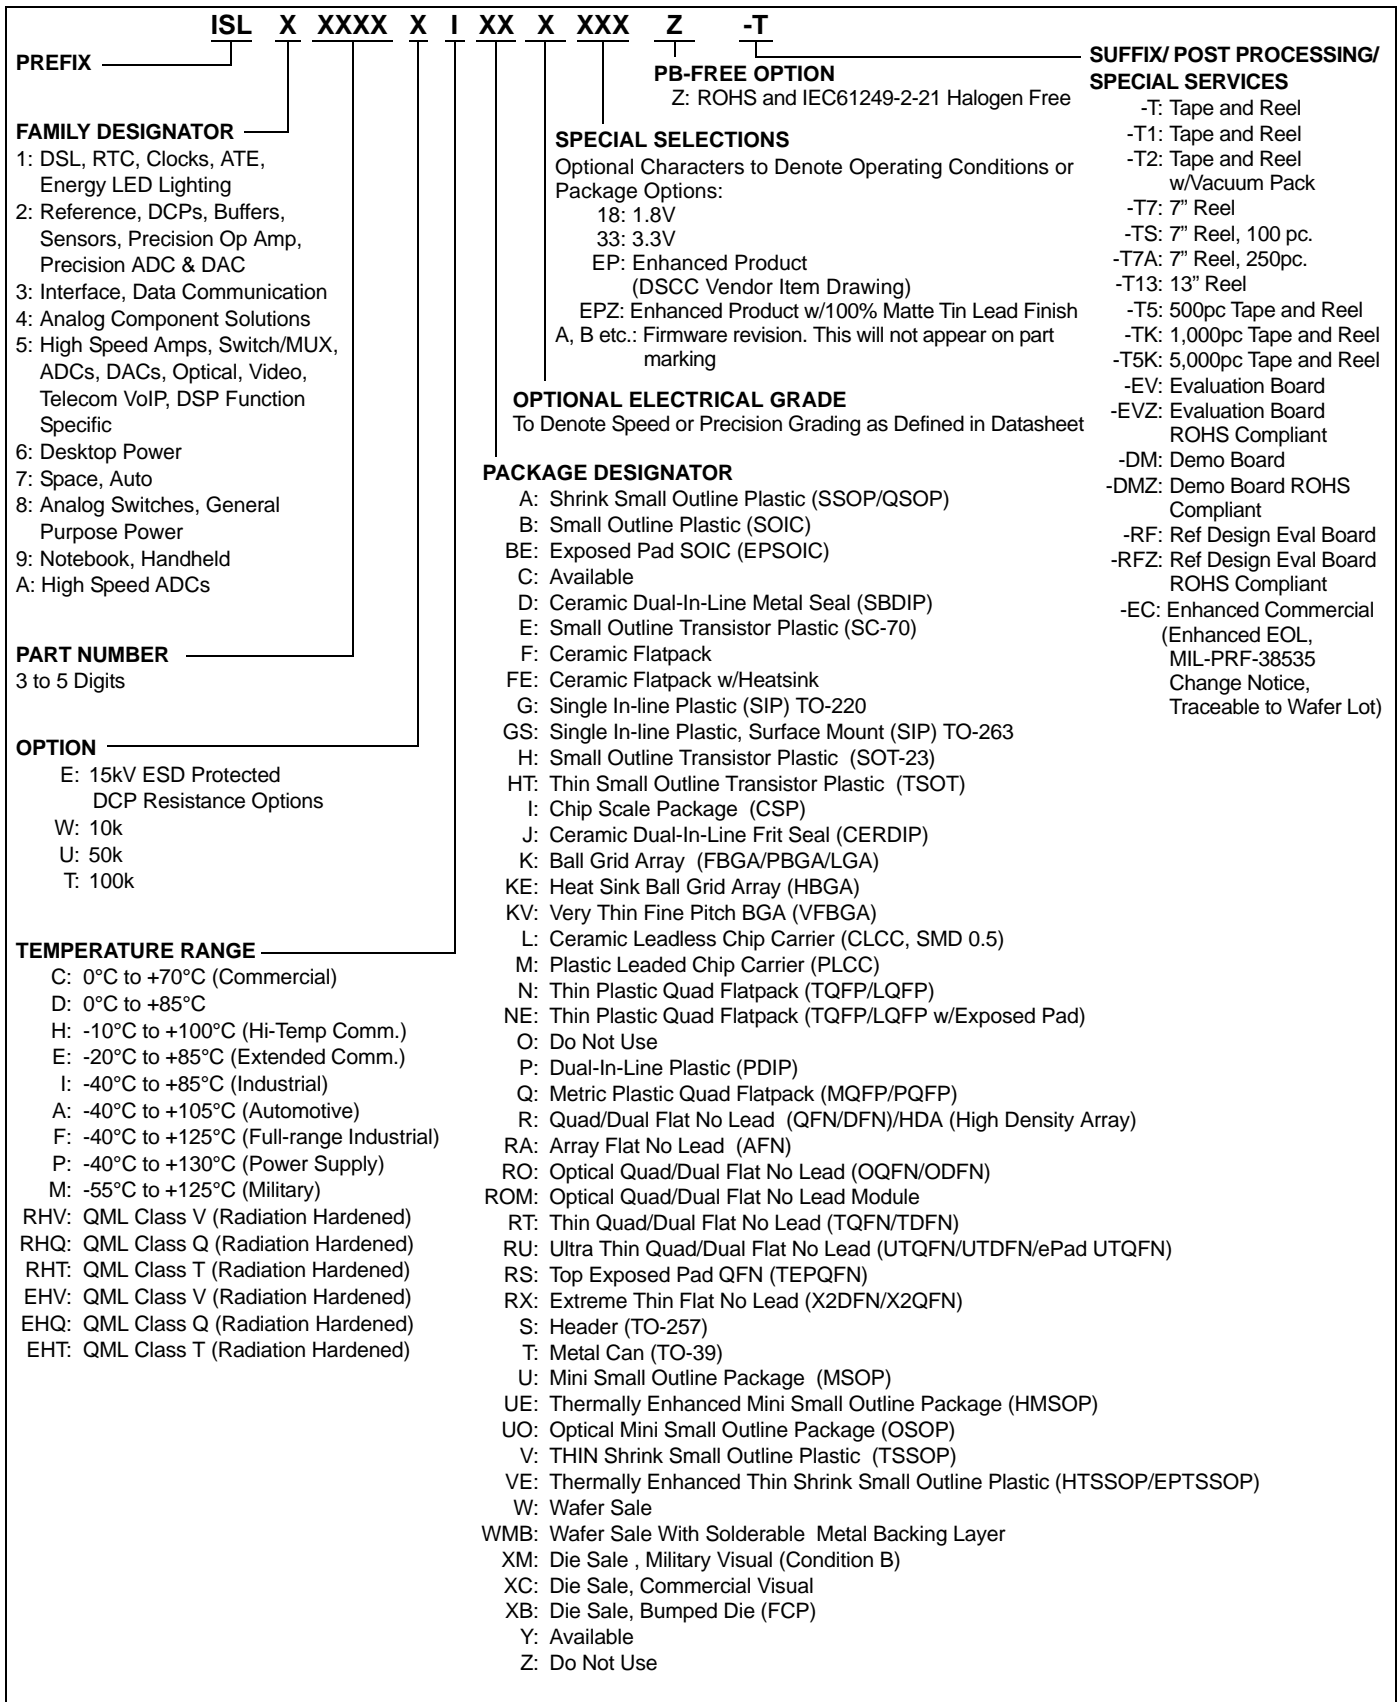 ISL X XXXX X I XX X XXX Z -T
PREFIX
FAMILY DESIGNATOR
1: DSL, RTC, Clocks, ATE,
Energy LED Lighting
2: Reference, DCPs, Buffers,
Sensors, Precision Op Amp,
Precision ADC & DAC
3: Interface, Data Communication
4: Analog Component Solutions
5: High Speed Amps, Switch/MUX,
ADCs, DACs, Optical, Video,
Telecom VoIP, DSP Function
Specific
6: Desktop Power
7: Space, Auto
8: Analog Switches, General
Purpose Power
9: Notebook, Handheld
A: High Speed ADCs
PART NUMBER
3 to 5 Digits
OPTION
E: 15kV ESD Protected
DCP Resistance Options
W: 10k
U: 50k
T: 100k
TEMPERATURE RANGE
C: 0°C to +70°C (Commercial)
D: 0°C to +85°C
H: -10°C to +100°C (Hi-Temp Comm.)
E: -20°C to +85°C (Extended Comm.)
I: -40°C to +85°C (Industrial)
A: -40°C to +105°C (Automotive)
F: -40°C to +125°C (Full-range Industrial)
P: -40°C to +130°C (Power Supply)
M: -55°C to +125°C (Military)
RHV: QML Class V (Radiation Hardened)
RHQ: QML Class Q (Radiation Hardened)
RHT: QML Class T (Radiation Hardened)
EHV: QML Class V (Radiation Hardened)
EHQ: QML Class Q (Radiation Hardened)
EHT: QML Class T (Radiation Hardened)
PB-FREE OPTION
Z: ROHS and IEC61249-2-21 Halogen Free
SPECIAL SELECTIONS
Optional Characters to Denote Operating Conditions or
Package Options:
18: 1.8V
33: 3.3V
EP: Enhanced Product
(DSCC Vendor Item Drawing)
EPZ: Enhanced Product w/100% Matte Tin Lead Finish
A, B etc.: Firmware revision. This will not appear on part
marking
OPTIONAL ELECTRICAL GRADE
To Denote Speed or Precision Grading as Defined in Datasheet
PACKAGE DESIGNATOR
A: Shrink Small Outline Plastic (SSOP/QSOP)
B: Small Outline Plastic (SOIC)
BE: Exposed Pad SOIC (EPSOIC)
C: Available
D: Ceramic Dual-In-Line Metal Seal (SBDIP)
E: Small Outline Transistor Plastic (SC-70)
F: Ceramic Flatpack
FE: Ceramic Flatpack w/Heatsink
G: Single In-line Plastic (SIP) TO-220
GS: Single In-line Plastic, Surface Mount (SIP) TO-263
H: Small Outline Transistor Plastic (SOT-23)
HT: Thin Small Outline Transistor Plastic (TSOT)
I: Chip Scale Package (CSP)
J: Ceramic Dual-In-Line Frit Seal (CERDIP)
K: Ball Grid Array (FBGA/PBGA/LGA)
KE: Heat Sink Ball Grid Array (HBGA)
KV: Very Thin Fine Pitch BGA (VFBGA)
L: Ceramic Leadless Chip Carrier (CLCC, SMD 0.5)
M: Plastic Leaded Chip Carrier (PLCC)
N: Thin Plastic Quad Flatpack (TQFP/LQFP)
NE: Thin Plastic Quad Flatpack (TQFP/LQFP w/Exposed Pad)
O: Do Not Use
P: Dual-In-Line Plastic (PDIP)
Q: Metric Plastic Quad Flatpack (MQFP/PQFP)
R: Quad/Dual Flat No Lead (QFN/DFN)/HDA (High Density Array)
RA: Array Flat No Lead (AFN)
RO: Optical Quad/Dual Flat No Lead (OQFN/ODFN)
ROM: Optical Quad/Dual Flat No Lead Module
RT: Thin Quad/Dual Flat No Lead (TQFN/TDFN)
RU: Ultra Thin Quad/Dual Flat No Lead (UTQFN/UTDFN/ePad UTQFN)
RS: Top Exposed Pad QFN (TEPQFN)
RX: Extreme Thin Flat No Lead (X2DFN/X2QFN)
S: Header (TO-257)
T: Metal Can (TO-39)
U: Mini Small Outline Package (MSOP)
UE: Thermally Enhanced Mini Small Outline Package (HMSOP)
UO: Optical Mini Small Outline Package (OSOP)
V: THIN Shrink Small Outline Plastic (TSSOP)
VE: Thermally Enhanced Thin Shrink Small Outline Plastic (HTSSOP/EPTSSOP)
W: Wafer Sale
WMB: Wafer Sale With Solderable Metal Backing Layer
XM: Die Sale , Military Visual (Condition B)
XC: Die Sale, Commercial Visual
XB: Die Sale, Bumped Die (FCP)
Y: Available
Z: Do Not Use
SUFFIX/ POST PROCESSING/
SPECIAL SERVICES
-T: Tape and Reel
-T1: Tape and Reel
-T2: Tape and Reel
w/Vacuum Pack
-T7: 7” Reel
-TS: 7” Reel, 100 pc.
-T7A: 7” Reel, 250pc.
-T13: 13” Reel
-T5: 500pc Tape and Reel
-TK: 1,000pc Tape and Reel
-T5K: 5,000pc Tape and Reel
-EV: Evaluation Board
-EVZ: Evaluation Board
ROHS Compliant
-DM: Demo Board
-DMZ: Demo Board ROHS
Compliant
-RF: Ref Design Eval Board
-RFZ: Ref Design Eval Board
ROHS Compliant
-EC: Enhanced Commercial
(Enhanced EOL,
MIL-PRF-38535
Change Notice,
Traceable to Wafer Lot)